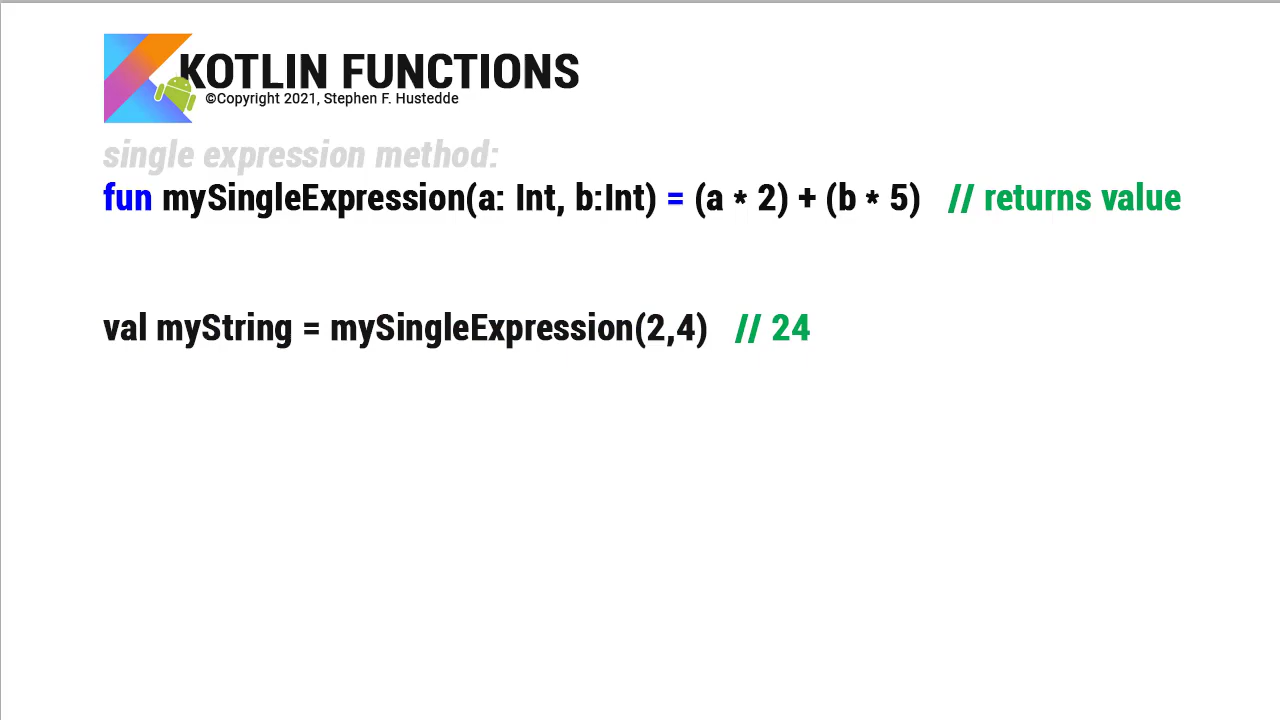 KOTLIN FUNCTIONS
©Copyright 2021, Stephen F. Hustedde
single expression method:
fun mySingleExpression(a: Int, b:Int) = (a * 2) + (b * 5) // returns value
val myString = mySingleExpression(2,4) // 24